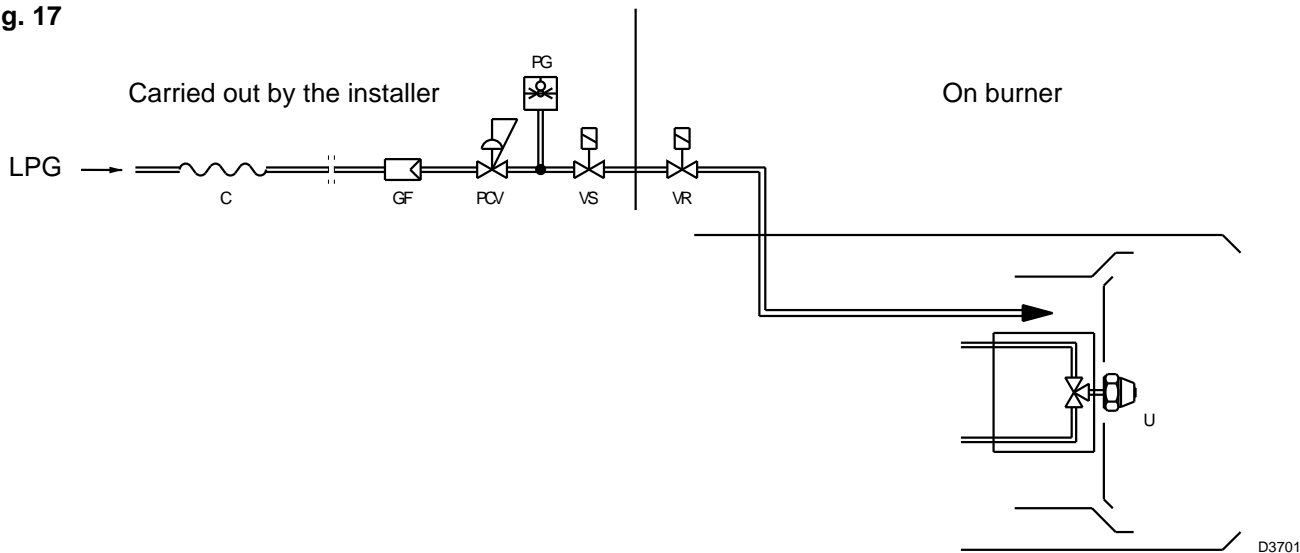 g. 17
PG
Carried out by the installer
On burner
LPG
C
GF
PCV
VS
VR
U
D3701